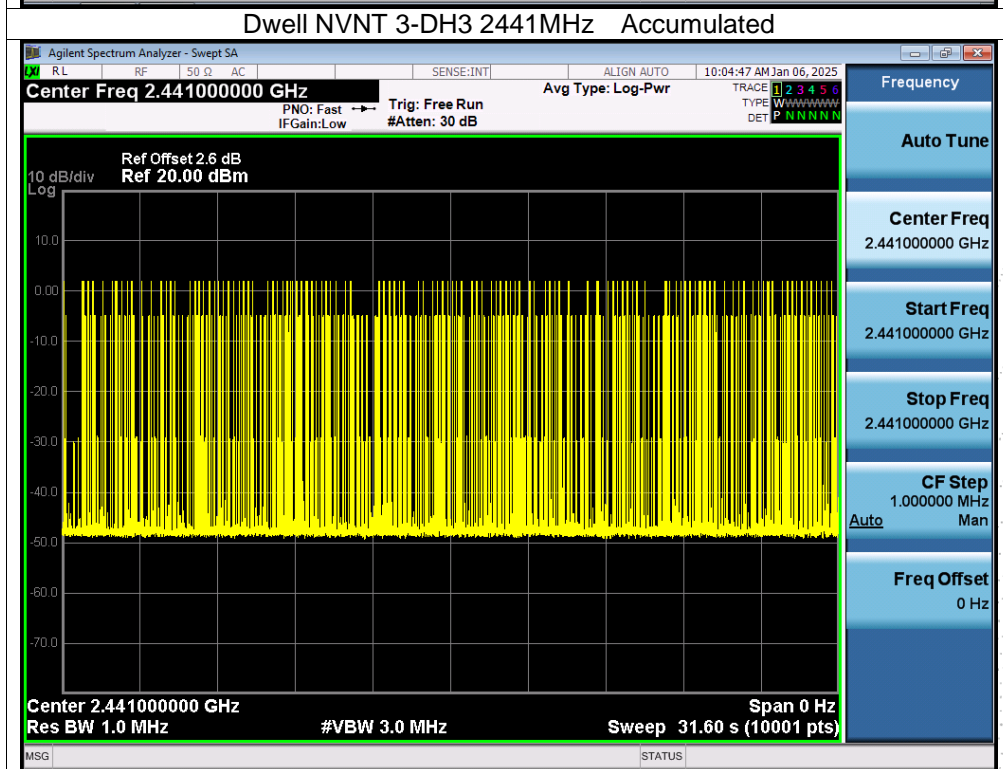 Dwell NVNT 3-DH3 2441MHz Accumulated
Agilent Spectrum Analyzer - Swept SA
LXI RL RF 50 Ω AC SENSE:INT ALIGN AUTO 10:04:47 AM Jan 06, 2025
Center Freq 2.441000000 GHz
PNO: Fast
IFGain:Low
Trig: Free Run
#Atten: 30 dB
Avg Type: Log-Pwr
TRACE 1 2 3 4 5 6
TYPE WWWWWWW
DET P N N N N N
Frequency
Auto Tune
Center Freq
2.441000000 GHz
Start Freq
2.441000000 GHz
Stop Freq
2.441000000 GHz
CF Step
1.000000 MHz
Auto Man
Freq Offset
0 Hz
Ref Offset 2.6 dB
10 dB/div Ref 20.00 dBm
Log
10.0
0.00
-10.0
-20.0
-30.0
-40.0
-50.0
-60.0
-70.0
Center 2.441000000 GHz Span 0 Hz
Res BW 1.0 MHz #VBW 3.0 MHz Sweep 31.60 s (10001 pts)
MSG STATUS